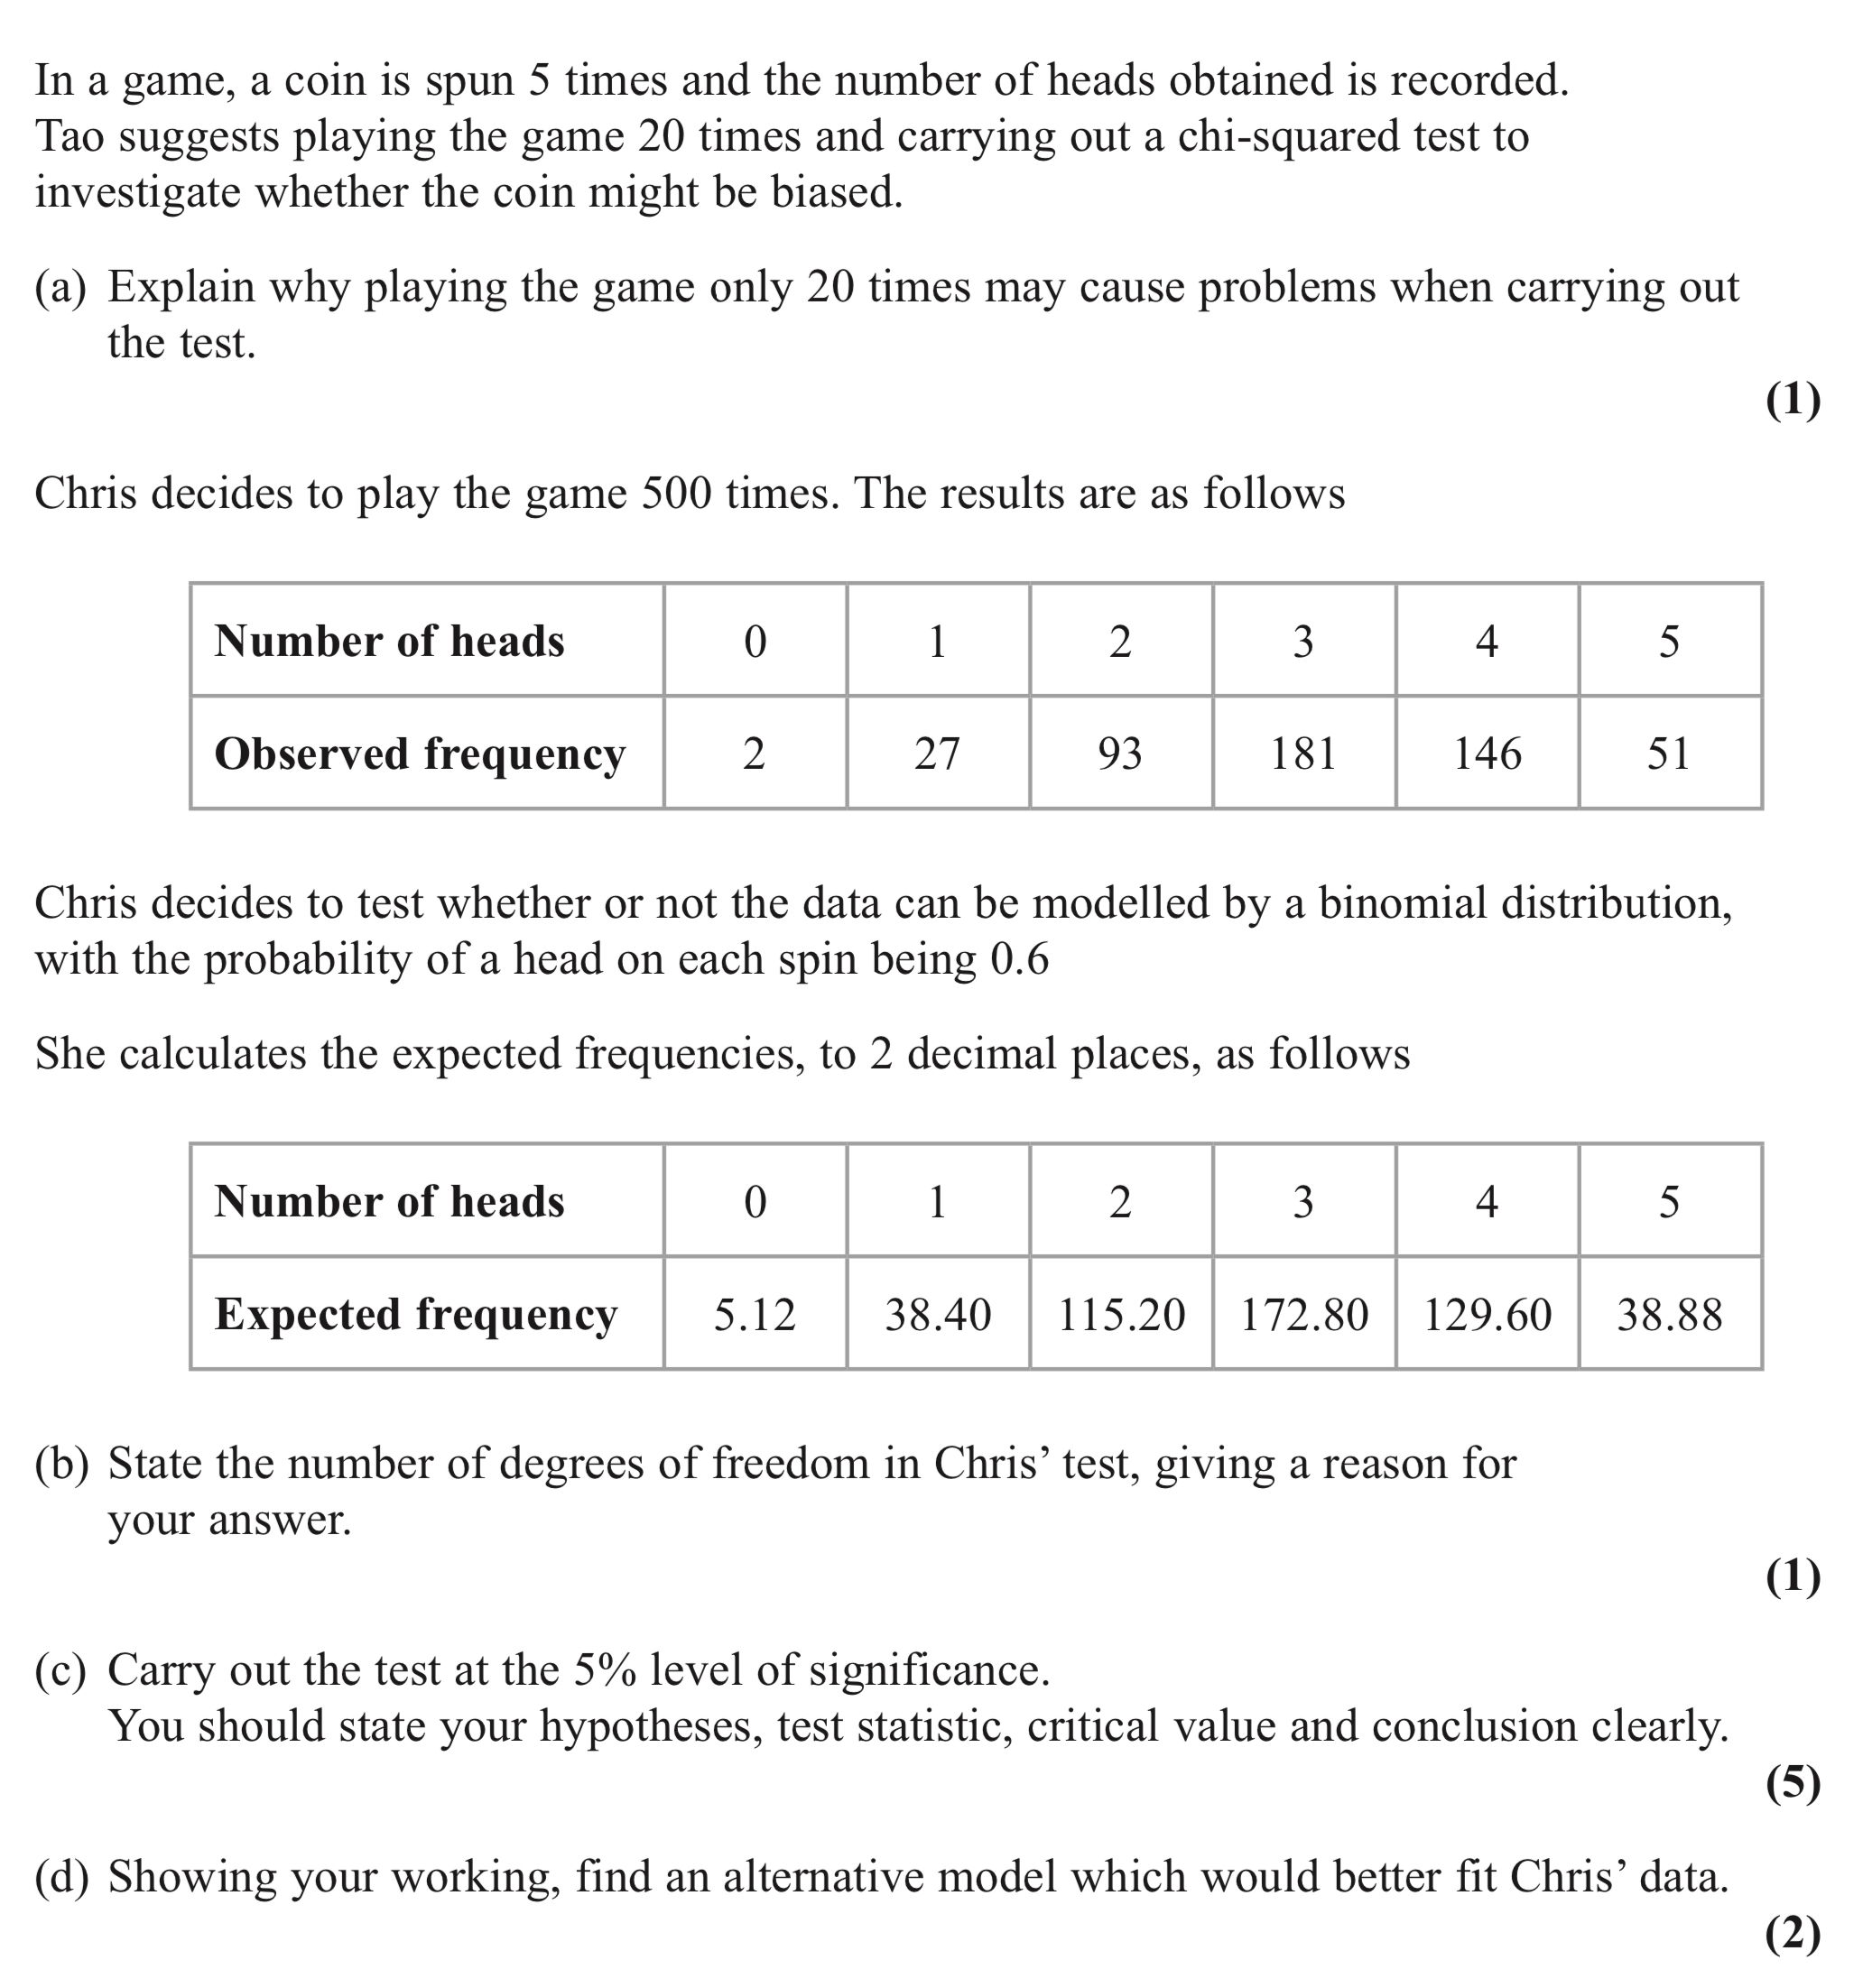 In a game, a coin is spun 5 times and the number of heads obtained is recorded.
Tao suggests playing the game 20 times and carrying out a chi-squared test to
investigate whether the coin might be biased.
(a) Explain why playing the game only 20 times may cause problems when carrying out
the test.
(1)
Chris decides to play the game 500 times. The results are as follows
Number of heads 0 1 2 3 4 5
Observed frequency 2 27 93 181 146 51
Chris decides to test whether or not the data can be modelled by a binomial distribution,
with the probability of a head on each spin being 0.6
She calculates the expected frequencies, to 2 decimal places, as follows
Number of heads 0 1 2 3 4 5
Expected frequency 5.12 38.40 115.20 172.80 129.60 38.88
(b) State the number of degrees of freedom in Chris’ test, giving a reason for
your answer.
(1)
(c) Carry out the test at the 5% level of significance.
You should state your hypotheses, test statistic, critical value and conclusion clearly.
(5)
(d) Showing your working, find an alternative model which would better fit Chris’ data.
(2)